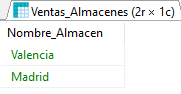 Ventas_Almacenes (2r × 1c)
Nombre_Almacen
Valencia
Madrid